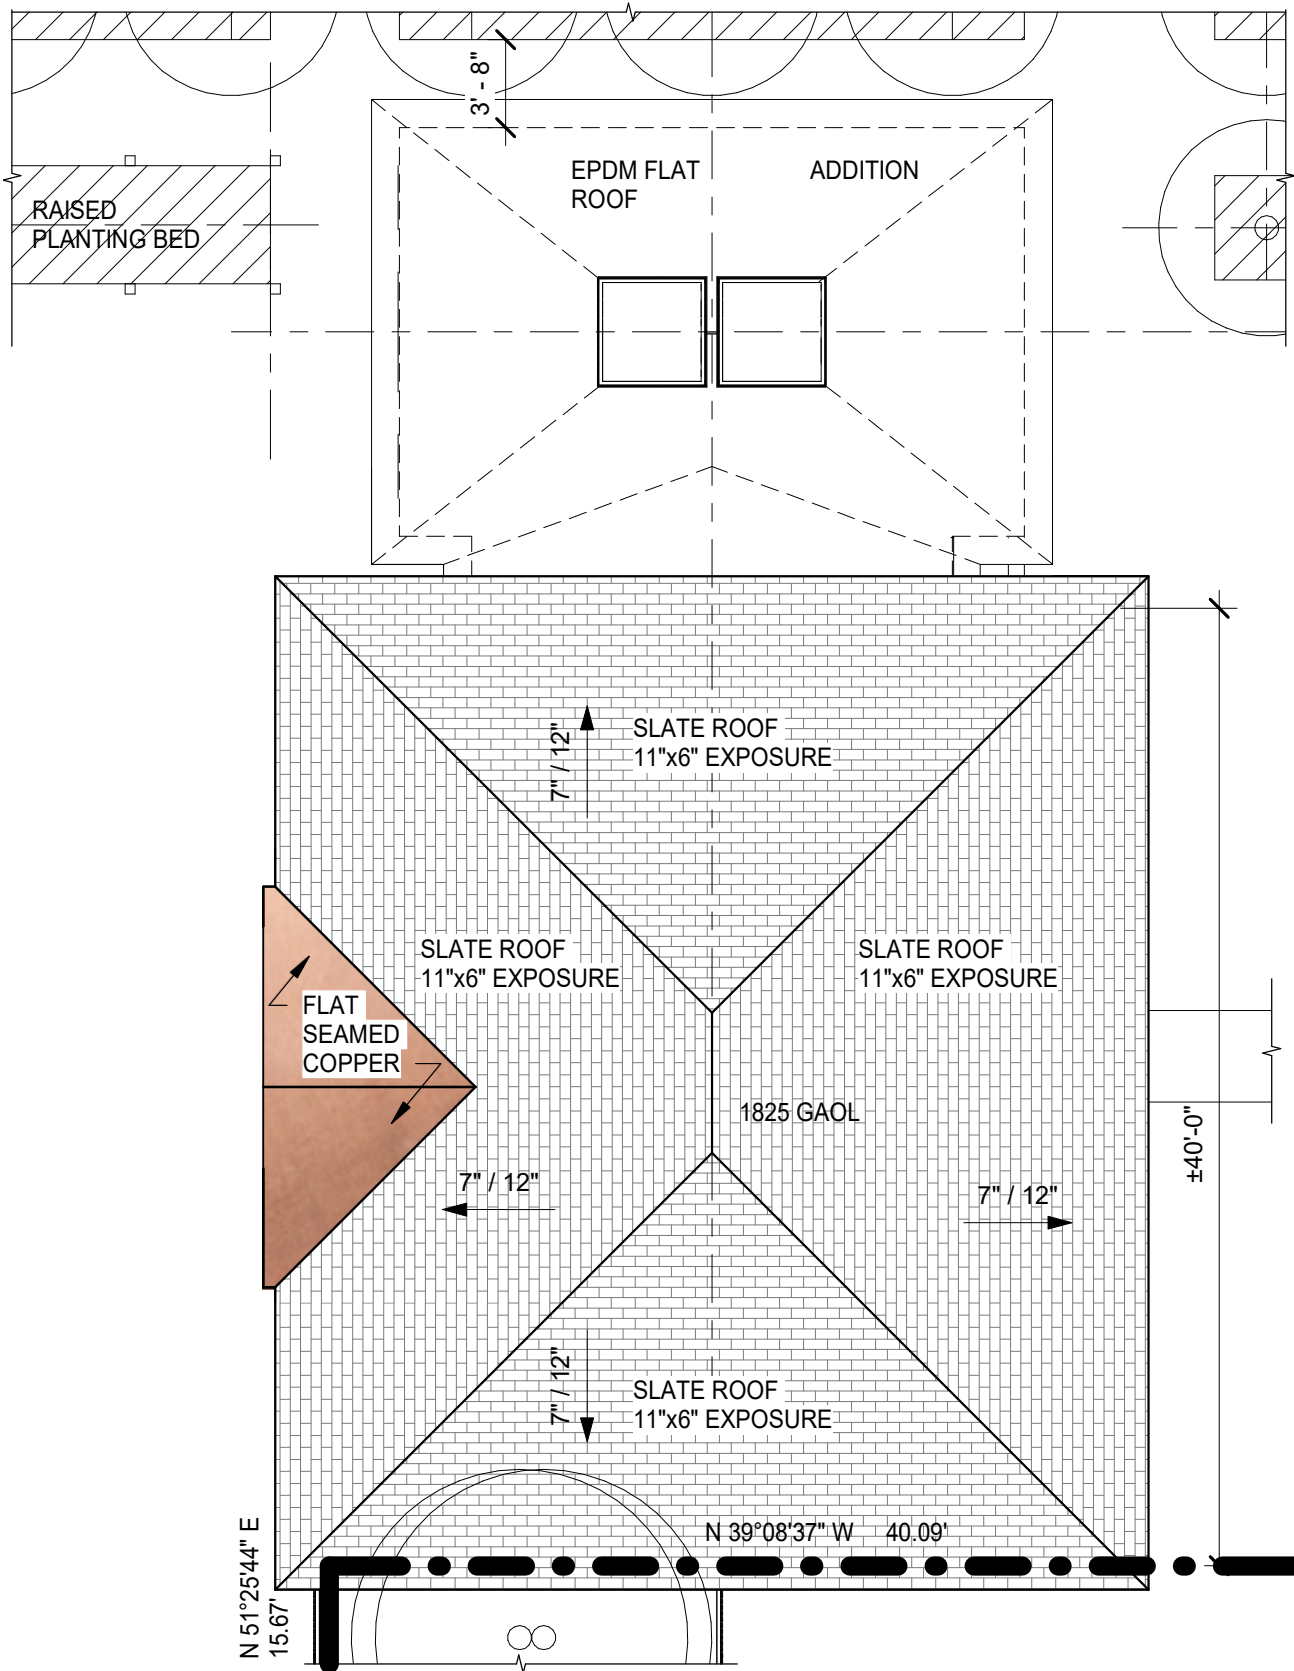 3' - 8"
EPDM FLAT
ROOF
ADDITION
RAISED
PLANTING BED
7" / 12"
SLATE ROOF
11"x6" EXPOSURE
SLATE ROOF
11"x6" EXPOSURE
SLATE ROOF
11"x6" EXPOSURE
FLAT
SEAMED
COPPER
1825 GAOL
±40'-0"
7" / 12"
7" / 12"
7" / 12"
SLATE ROOF
11"x6" EXPOSURE
N 39°08'37" W 40.09'
N 51°25'44" E
15.67'